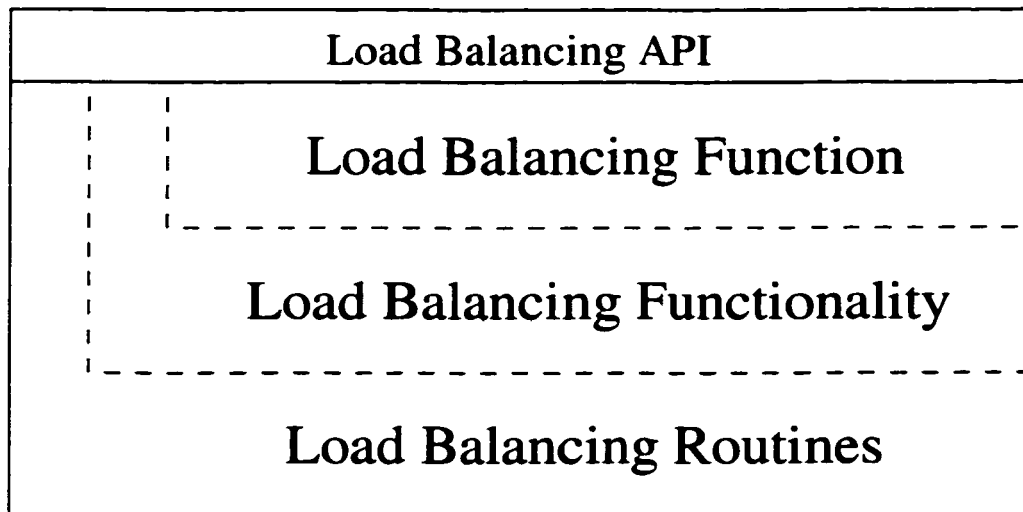 Load Balancing API
Load Balancing Function
Load Balancing Functionality
Load Balancing Routines